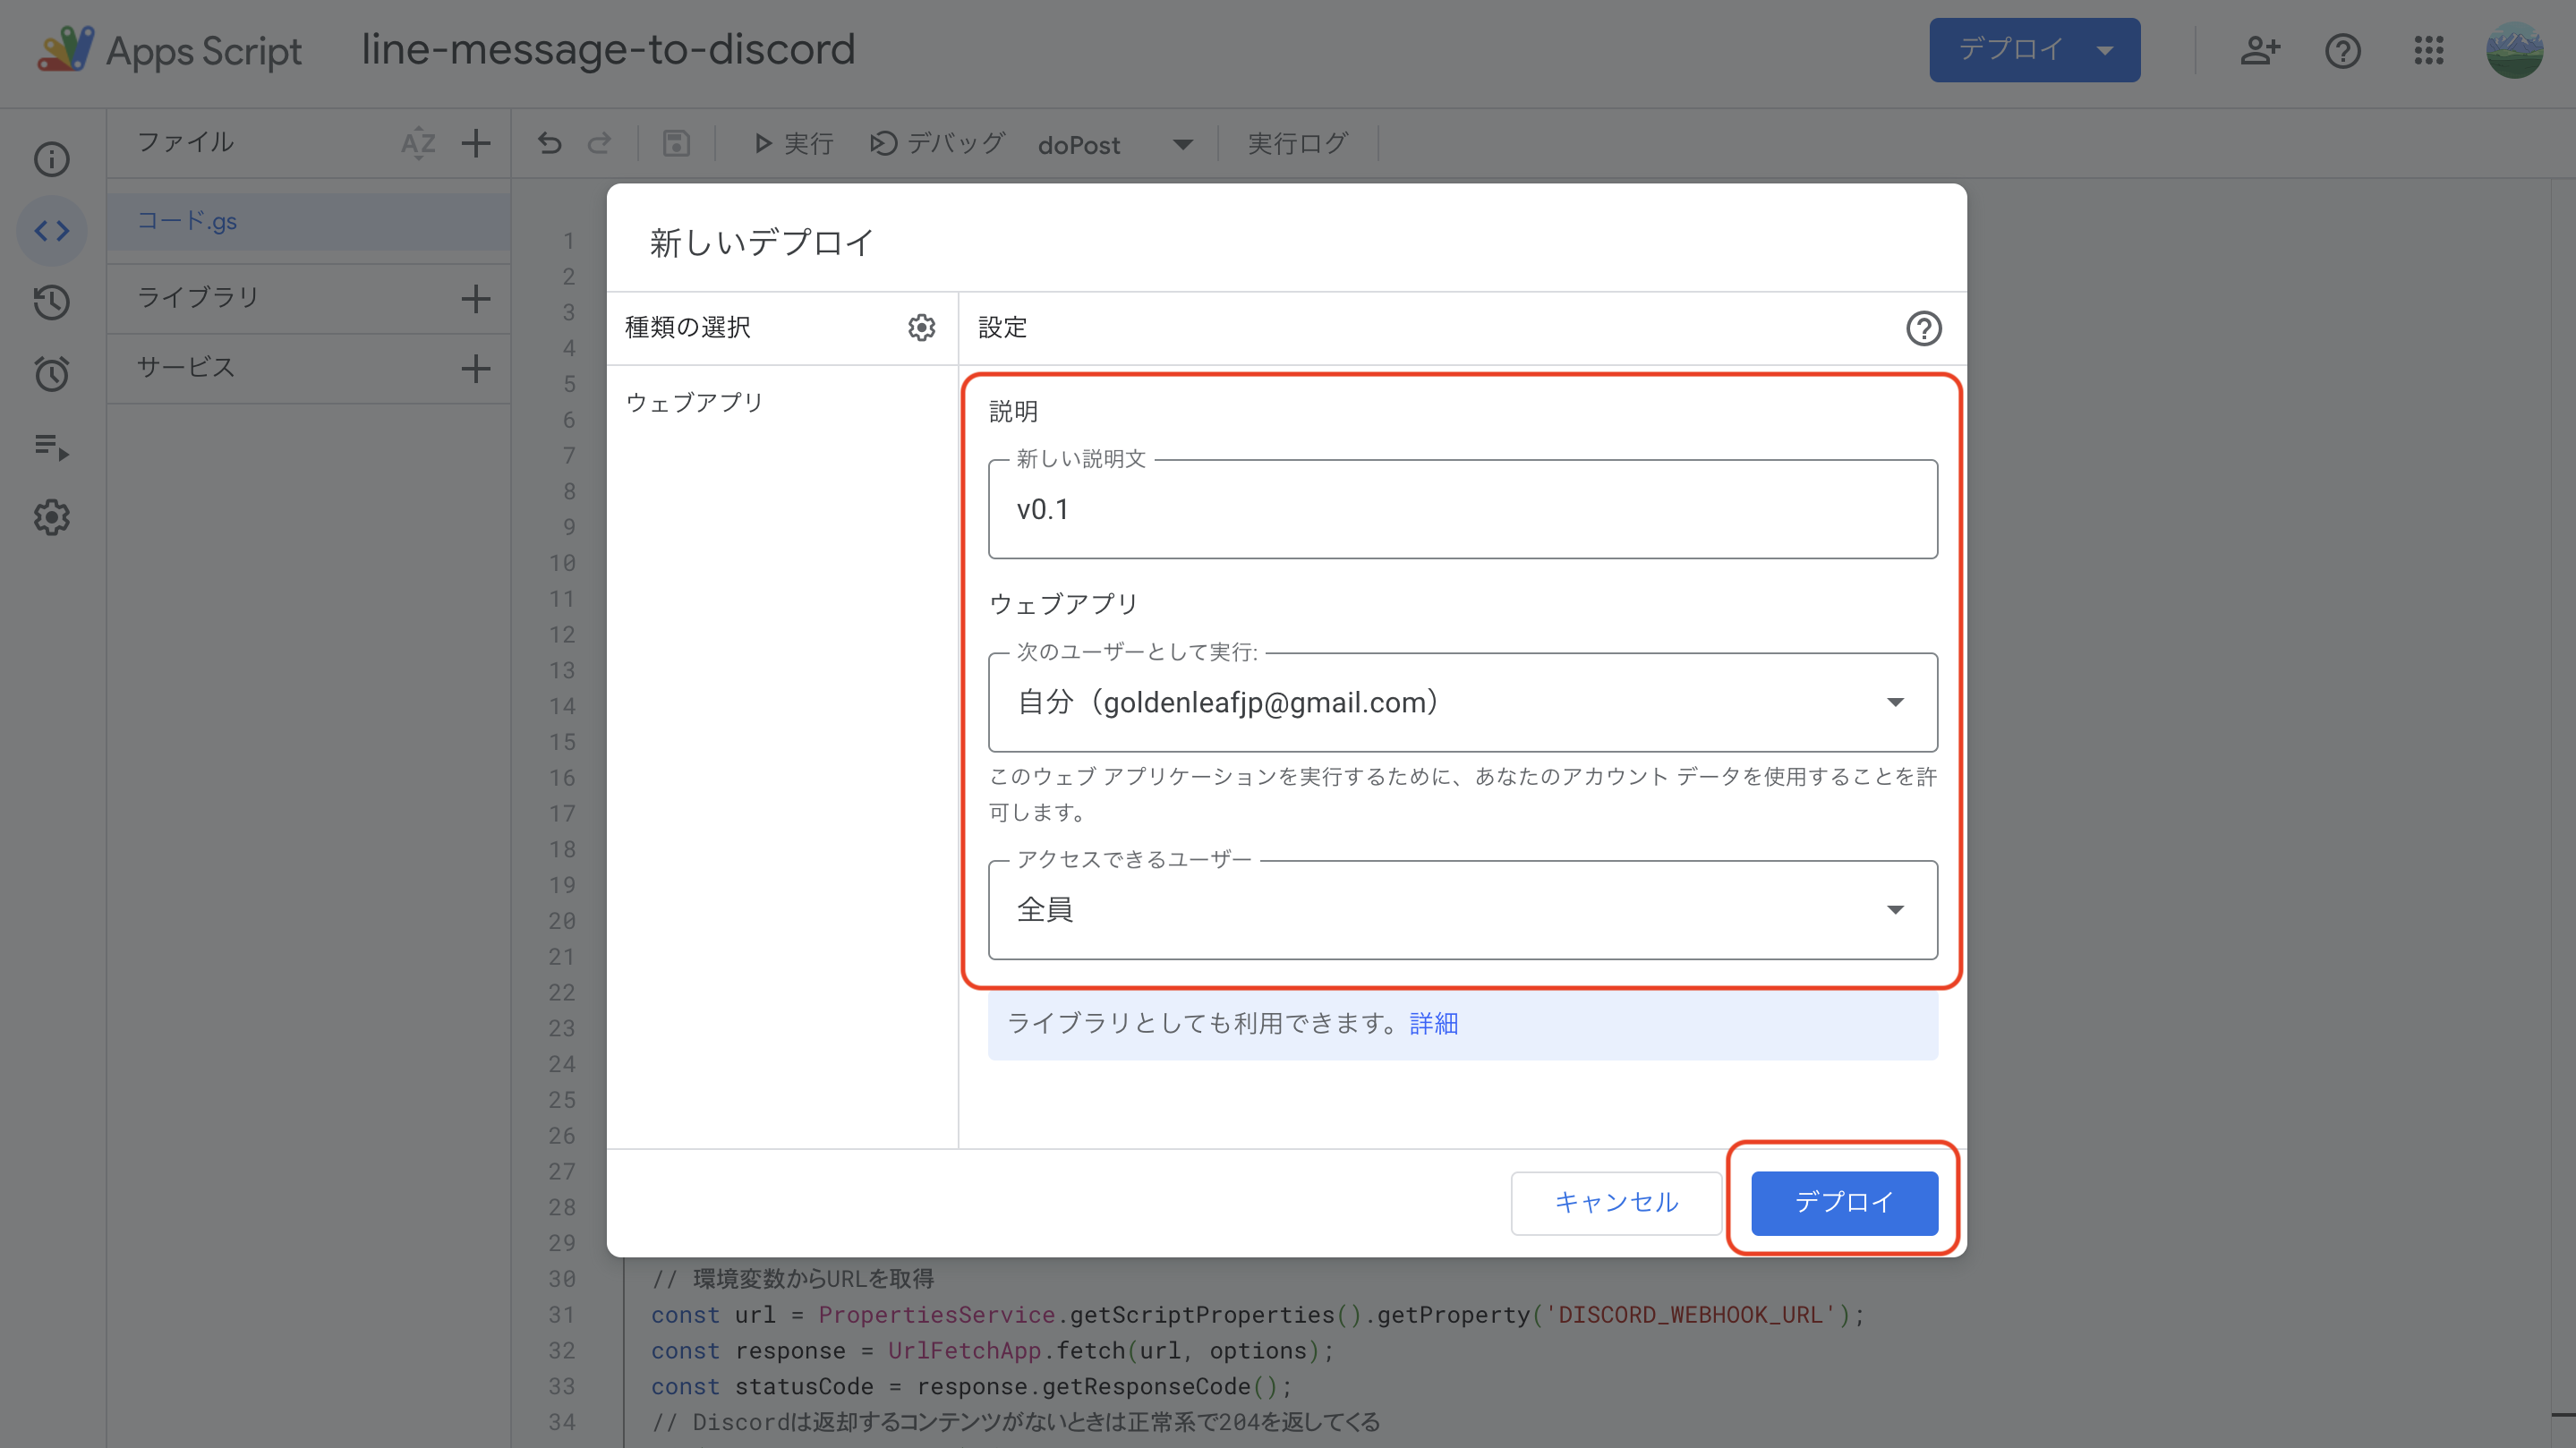 Apps Script
line-message-to-discord
デプロイ
ファイル
AZ
実行
デバッグ
doPost
実行ログ
コード.gs
ライブラリ
サービス
新しいデプロイ
種類の選択
設定
ウェブアプリ
説明
新しい説明文
v0.1
ウェブアプリ
次のユーザーとして実行:
自分（goldenleafjp@gmail.com）
このウェブ アプリケーションを実行するために、あなたのアカウント データを使用することを許
可します。
アクセスできるユーザー
全員
ライブラリとしても利用できます。詳細
キャンセル
デプロイ
1
2
3
4
5
6
7
8
9
10
11
12
13
14
15
16
17
18
19
20
21
22
23
24
25
26
27
28
29
30 // 環境変数からURLを取得
31 const url = PropertiesService.getScriptProperties().getProperty('DISCORD_WEBHOOK_URL');
32 const response = UrlFetchApp.fetch(url, options);
33 const statusCode = response.getResponseCode();
34 // Discordは返却するコンテンツがないときは正常系で204を返してくる